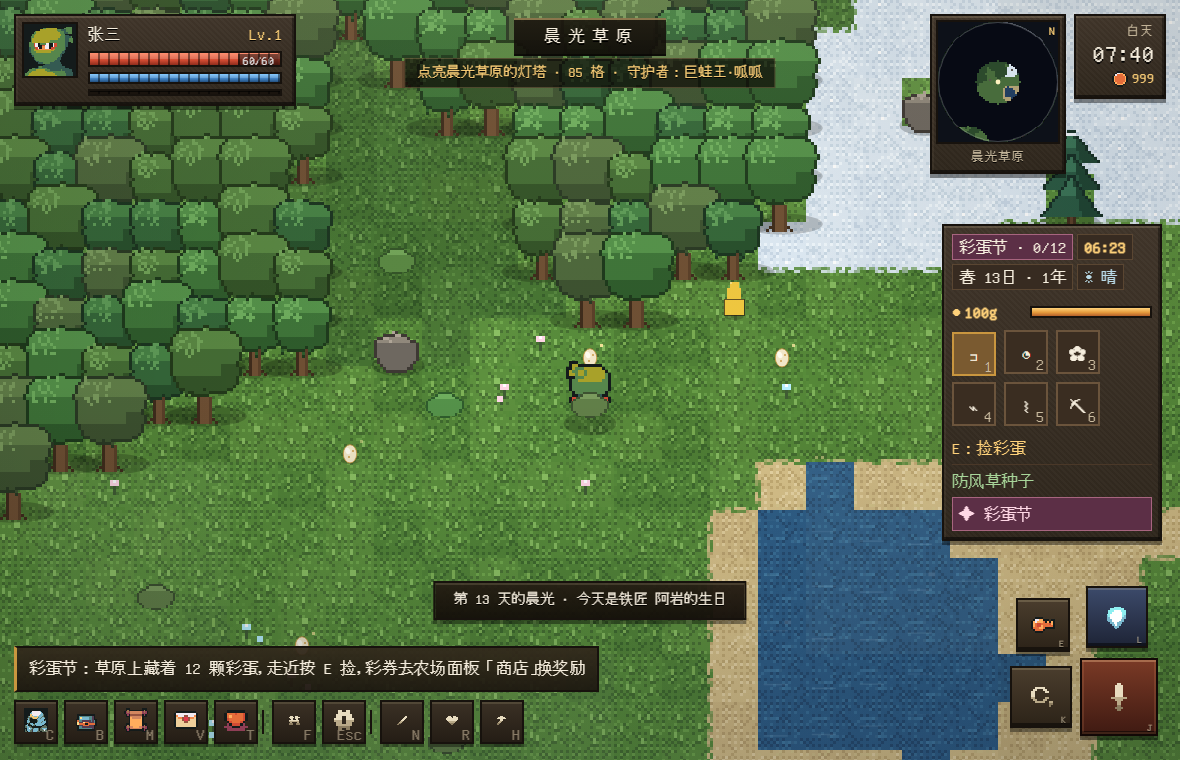 张三 Lv.1
60/60
晨光草原
点亮晨光草原的灯塔 · 85 格 · 守护者：巨蛙王·呱呱
N
晨光草原
白天
07:40
999
彩蛋节 · 0/12 06:23
春 13日 · 1年 晴
100g
1 2 3
4 5 6
E：捡彩蛋
防风草种子
彩蛋节
第 13 天的晨光 · 今天是铁匠 阿岩的生日
彩蛋节：草原上藏着 12 颗彩蛋，走近按 E 捡，
去农场面板「商店」换奖励
C B M V T F ESC N R H
E L
K J